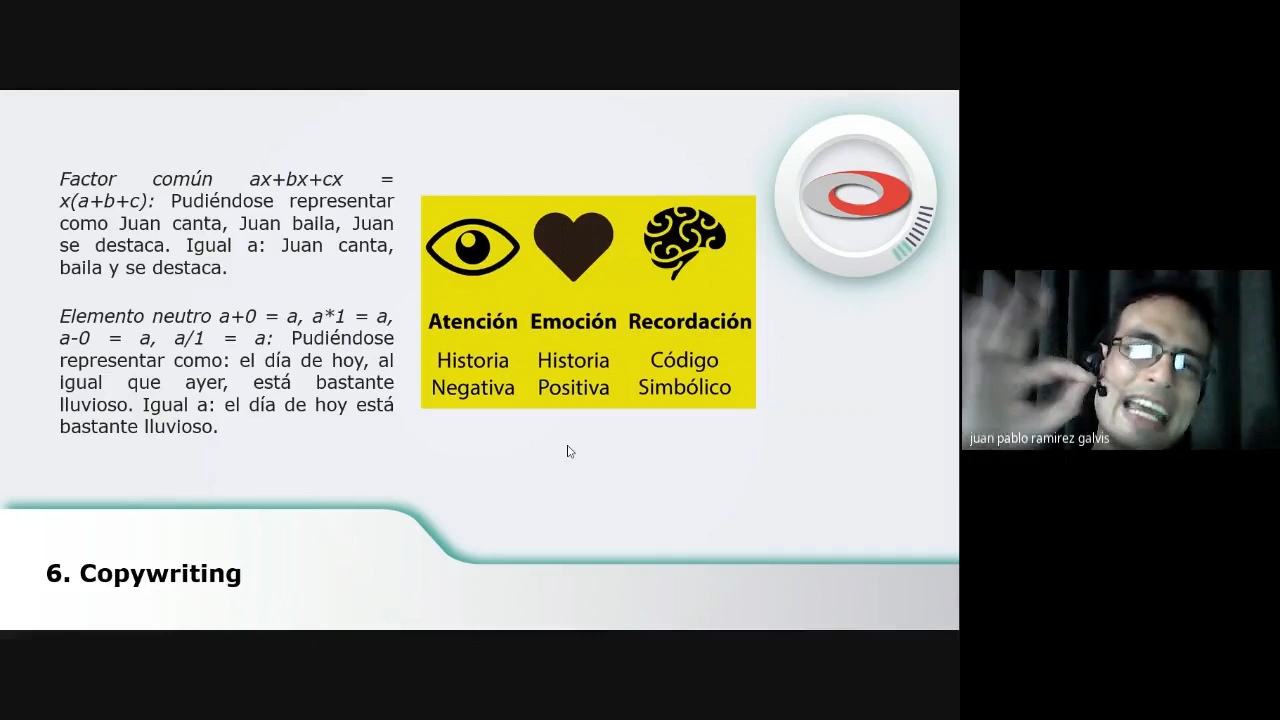 Factor común ax+bx+cx =
x(a+b+c): Pudiéndose representar
como Juan canta, Juan baila, Juan
se destaca. Igual a: Juan canta,
baila y se destaca.
Elemento neutro a+0 = a, a*1 = a,
a-0 = a, a/1 = a: Pudiéndose
representar como: el día de hoy, al
igual que ayer, está bastante
lluvioso. Igual a: el día de hoy está
bastante lluvioso.
Atención Emoción Recordación
Historia Historia Código
Negativa Positiva Simbólico
6. Copywriting
juan pablo ramirez galvis